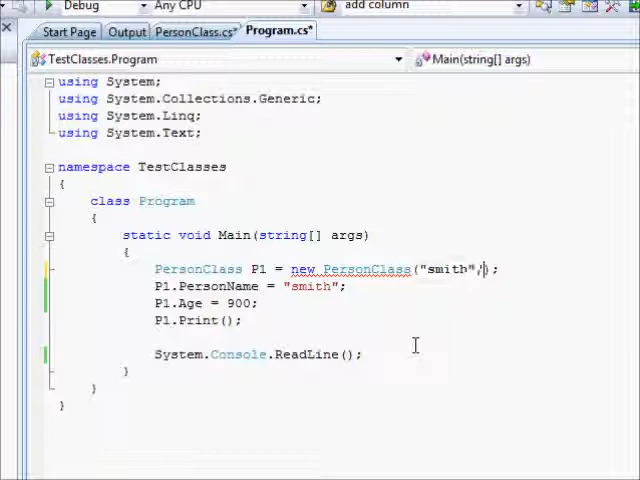 Debug Any CPU add column
Start Page Output PersonClass.cs* Program.cs*
TestClasses.Program Main(string[] args)
using System;
using System.Collections.Generic;
using System.Linq;
using System.Text;
namespace TestClasses
{
class Program
{
static void Main(string[] args)
{
PersonClass P1 = new PersonClass("smith",);
P1.PersonName = "smith";
P1.Age = 900;
P1.Print();
System.Console.ReadLine();
}
}
}